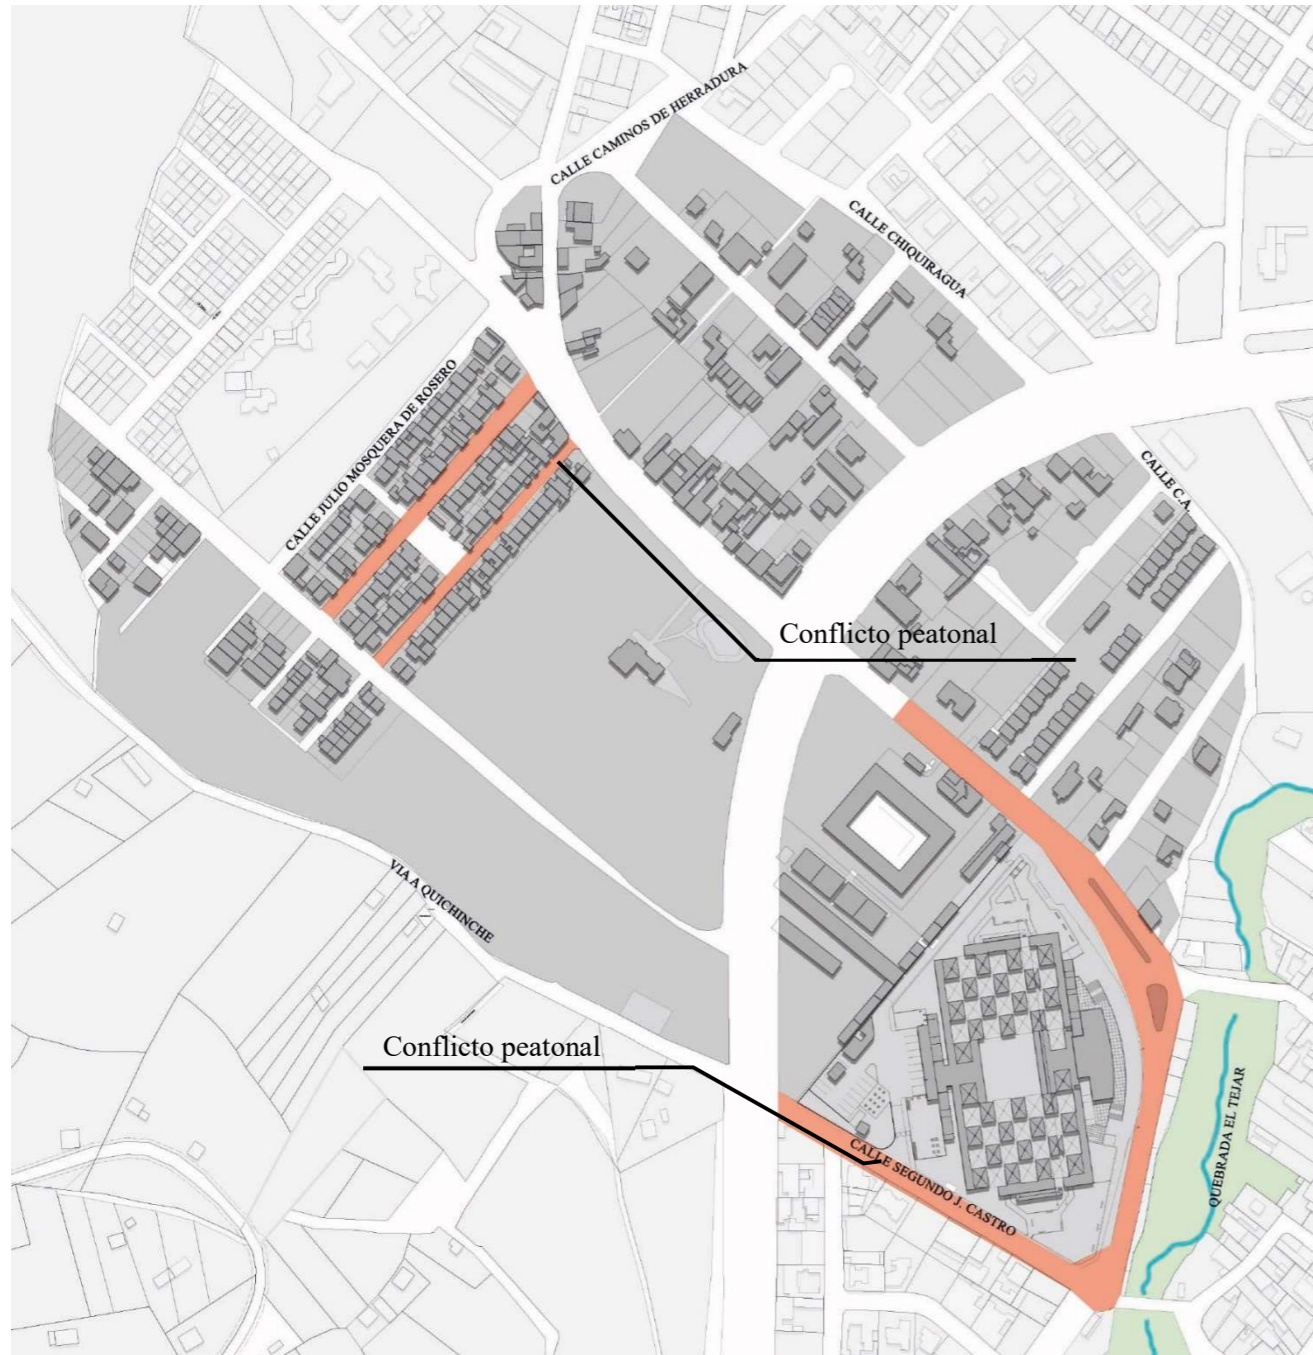 CALLE CAMINOS DE HERRADURA
CALLE CHIQUIRAGUA
CALLE JULIO MOSQUERA DE ROSERO
CALLE C.A.
Conflicto peatonal
VIA A QUICHINCHE
Conflicto peatonal
CALLE SEGUNDO J. CASTRO
QUEBRADA EL TEJAR